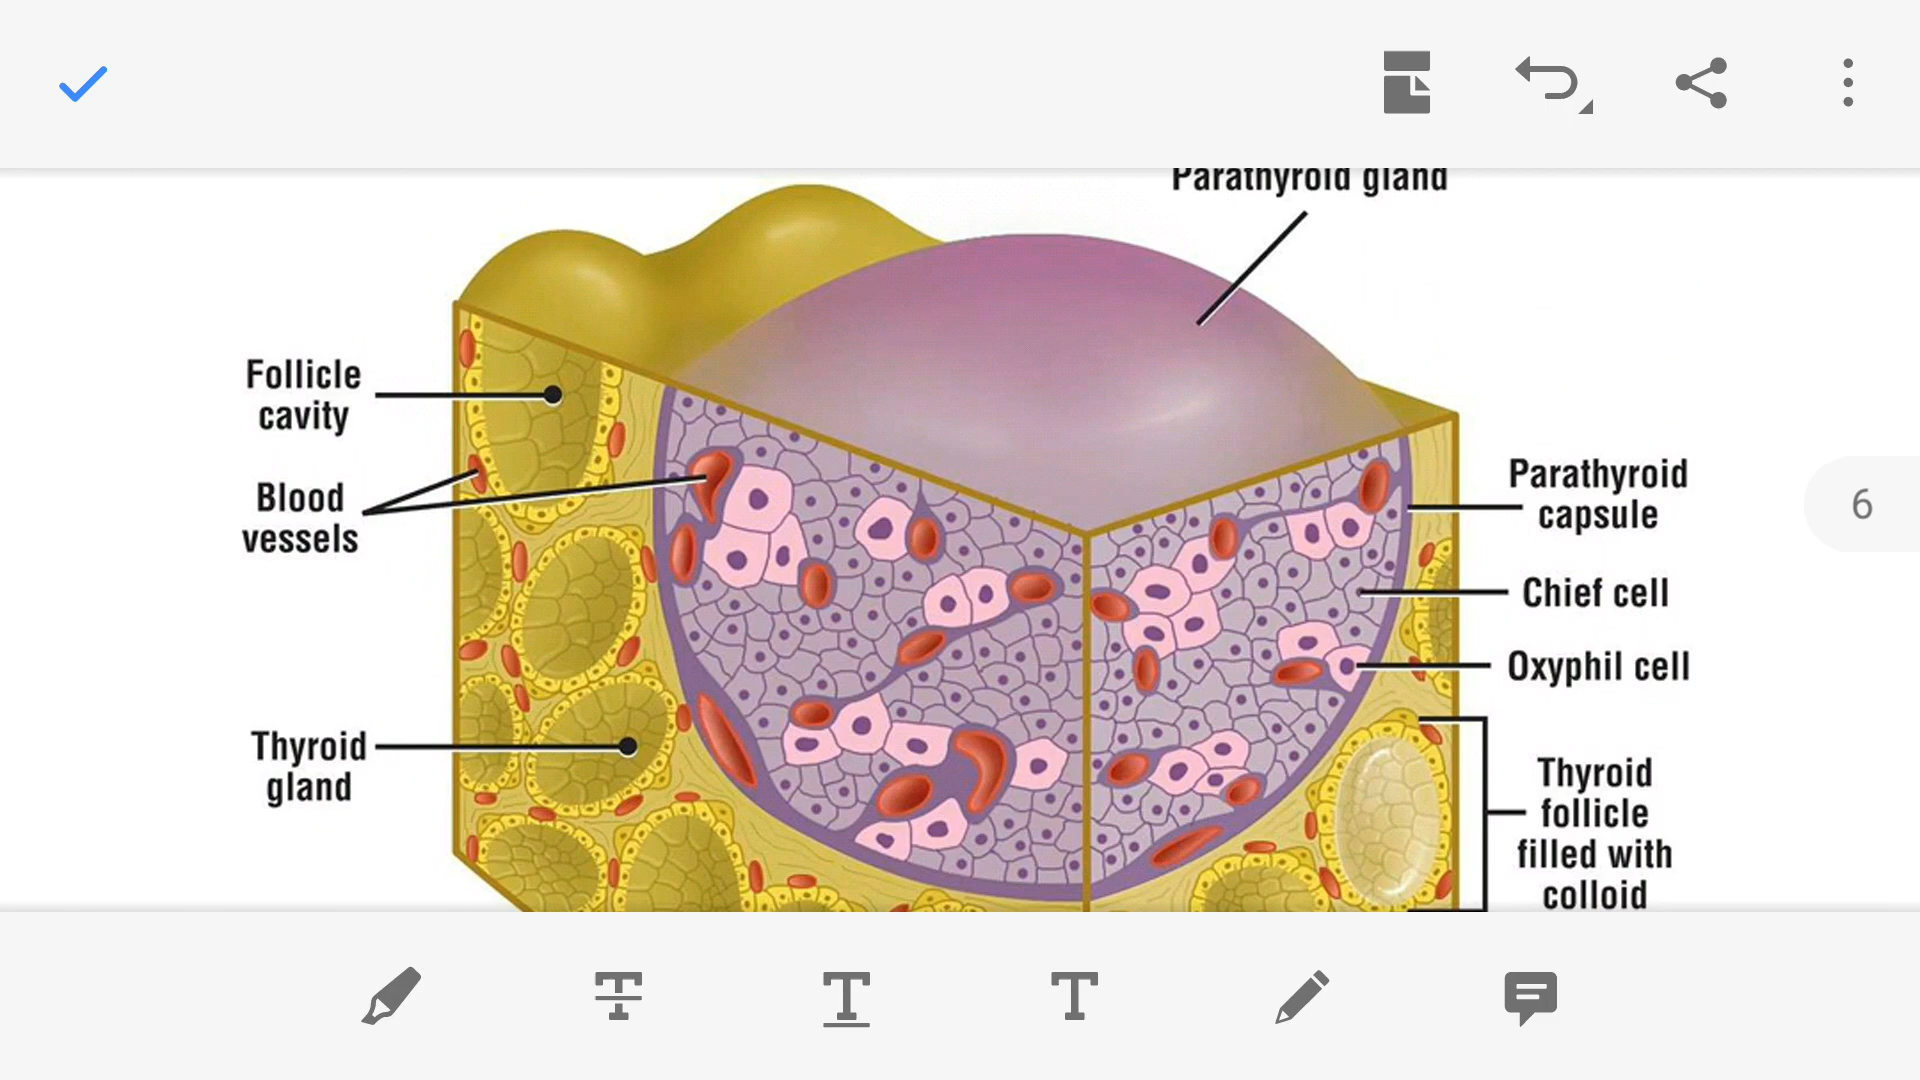 Parathyroid gland
Follicle
cavity
Blood
vessels
Thyroid
gland
Parathyroid
capsule
Chief cell
Oxyphil cell
Thyroid
follicle
filled with
colloid
6
T
T
T